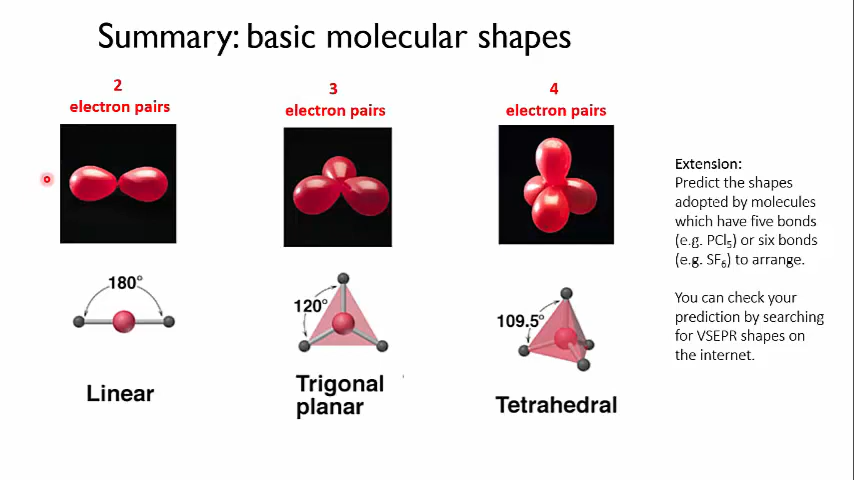 Summary: basic molecular shapes
2
electron pairs
3
electron pairs
4
electron pairs
180°
120°
109.5°
Linear
Trigonal
planar
Tetrahedral
Extension:
Predict the shapes
adopted by molecules
which have five bonds
(e.g. PCl₅) or six bonds
(e.g. SF₆) to arrange.
You can check your
prediction by searching
for VSEPR shapes on
the internet.